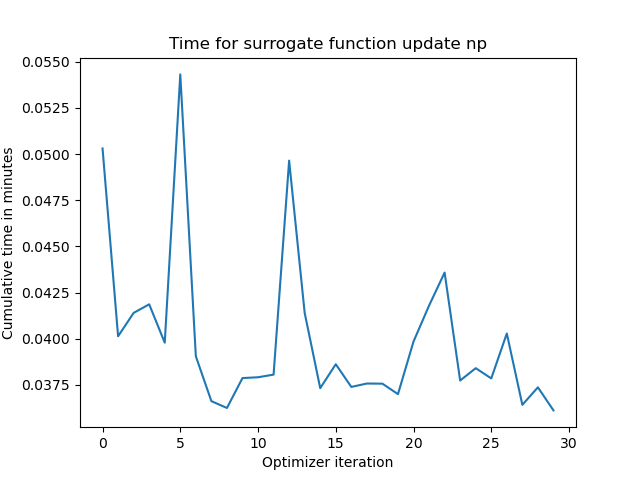 Time for surrogate function update np
0.0550
0.0525
0.0500
0.0475
0.0450
0.0425
0.0400
0.0375
Cumulative time in minutes
0 5 10 15 20 25 30
Optimizer iteration